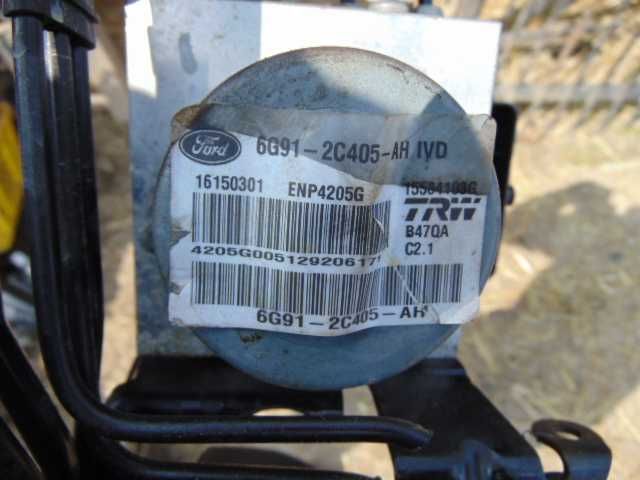 Ford 6G91-2C405-AH IVD
16150301 ENP4205G
TRW
B47QA
C2.1
6G91-2C405-AH